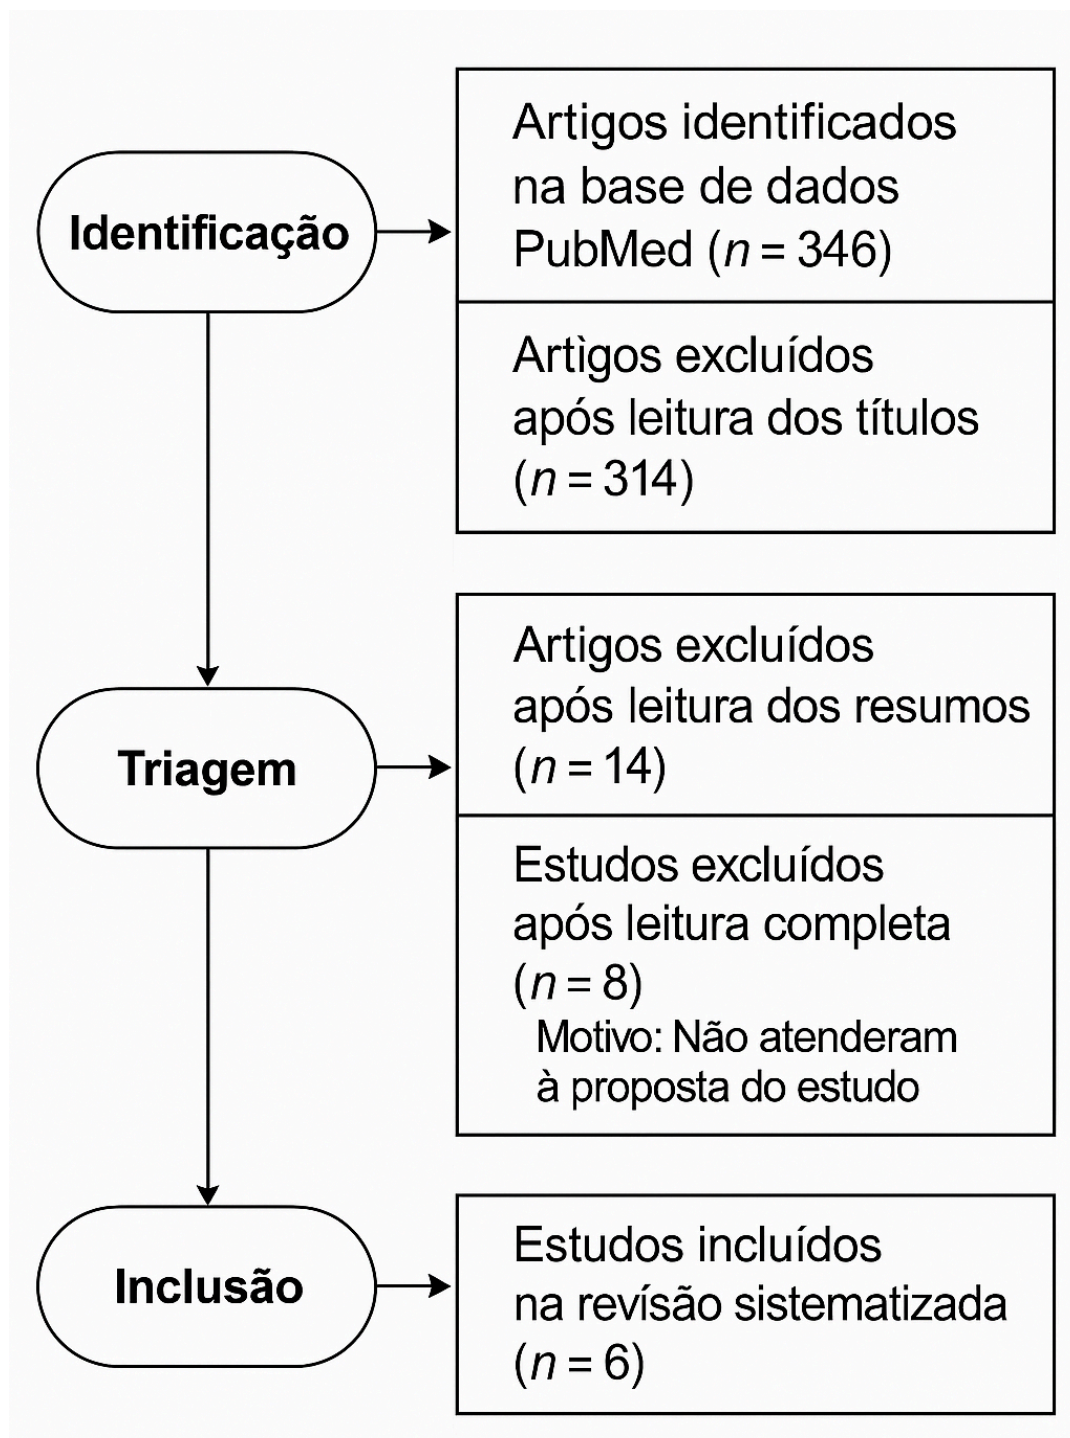 Identificação
Artigos identificados
na base de dados
PubMed (n = 346)
Artìgos excluídos
após leitura dos títulos
(n = 314)
Triagem
Artigos excluídos
após leitura dos resumos
(n = 14)
Estudos excluídos
após leitura completa
(n = 8)
Motivo: Não atenderam
à proposta do estudo
Inclusão
Estudos incluídos
na revísão sistematizada
(n = 6)